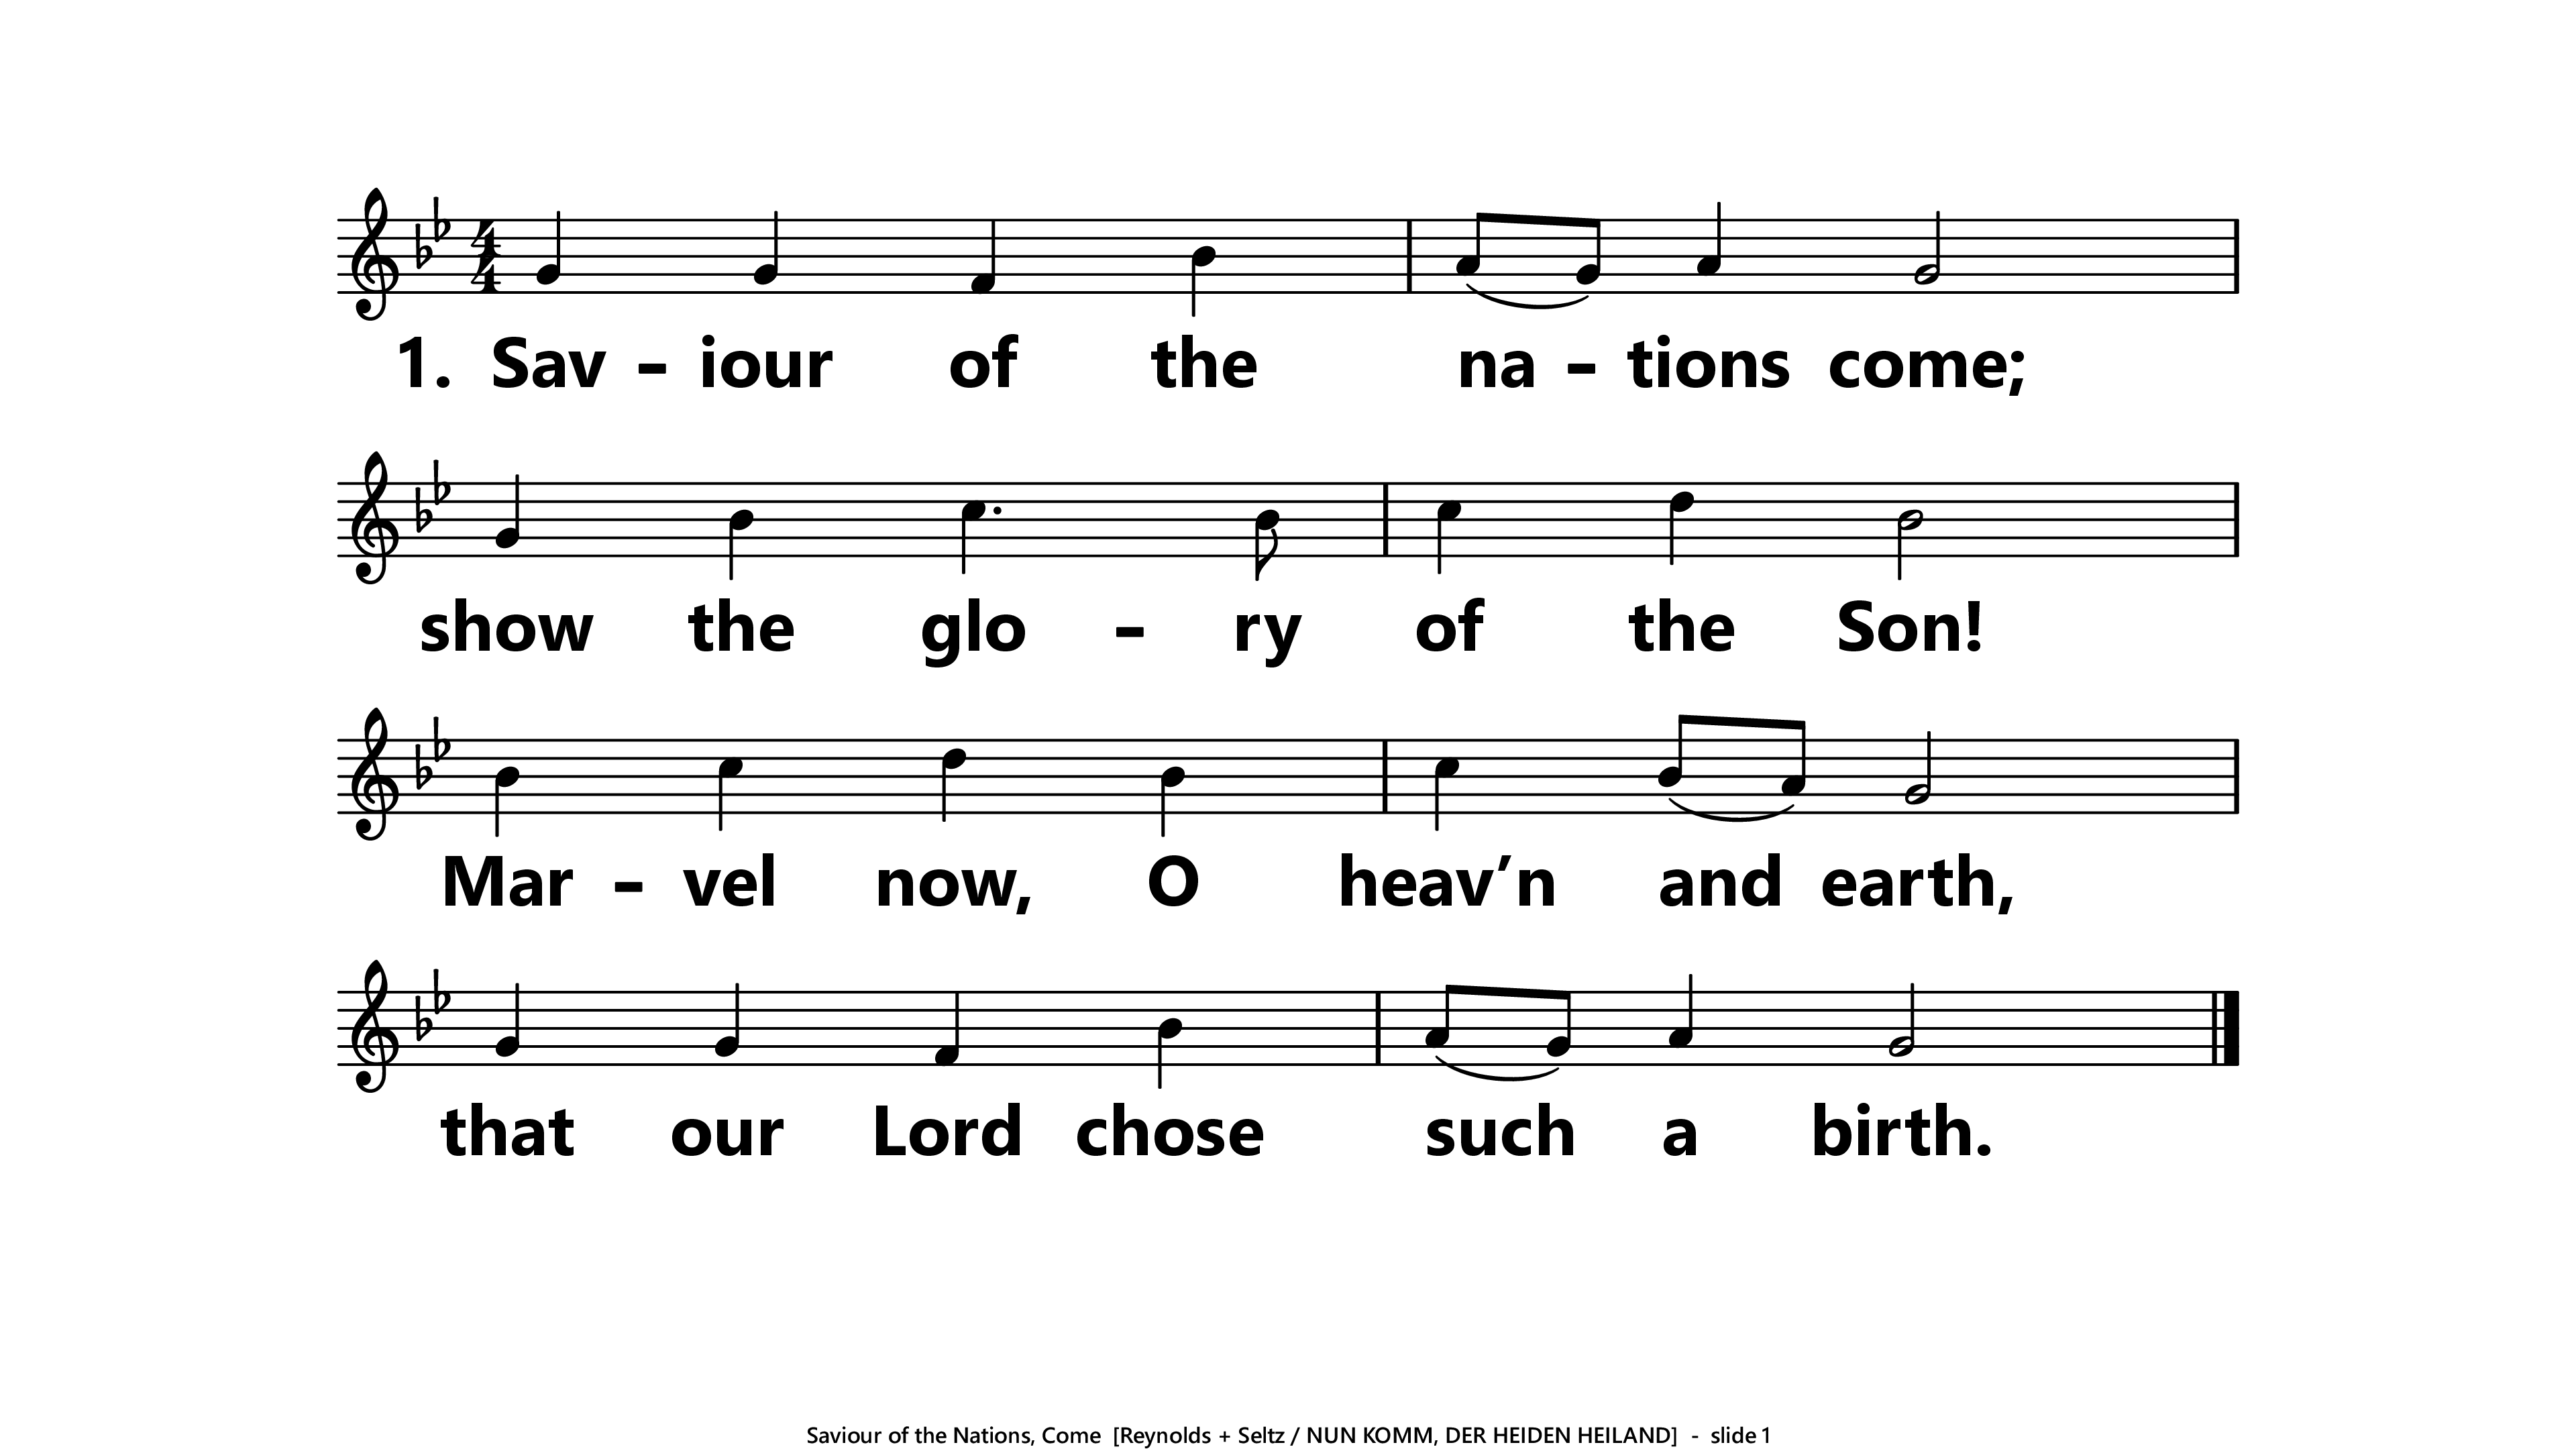 1. Sav - iour of the na - tions come;
show the glo - ry of the Son!
Mar - vel now, O heav’n and earth,
that our Lord chose such a birth.
Saviour of the Nations, Come [Reynolds + Seltz / NUN KOMM, DER HEIDEN HEILAND] - slide 1